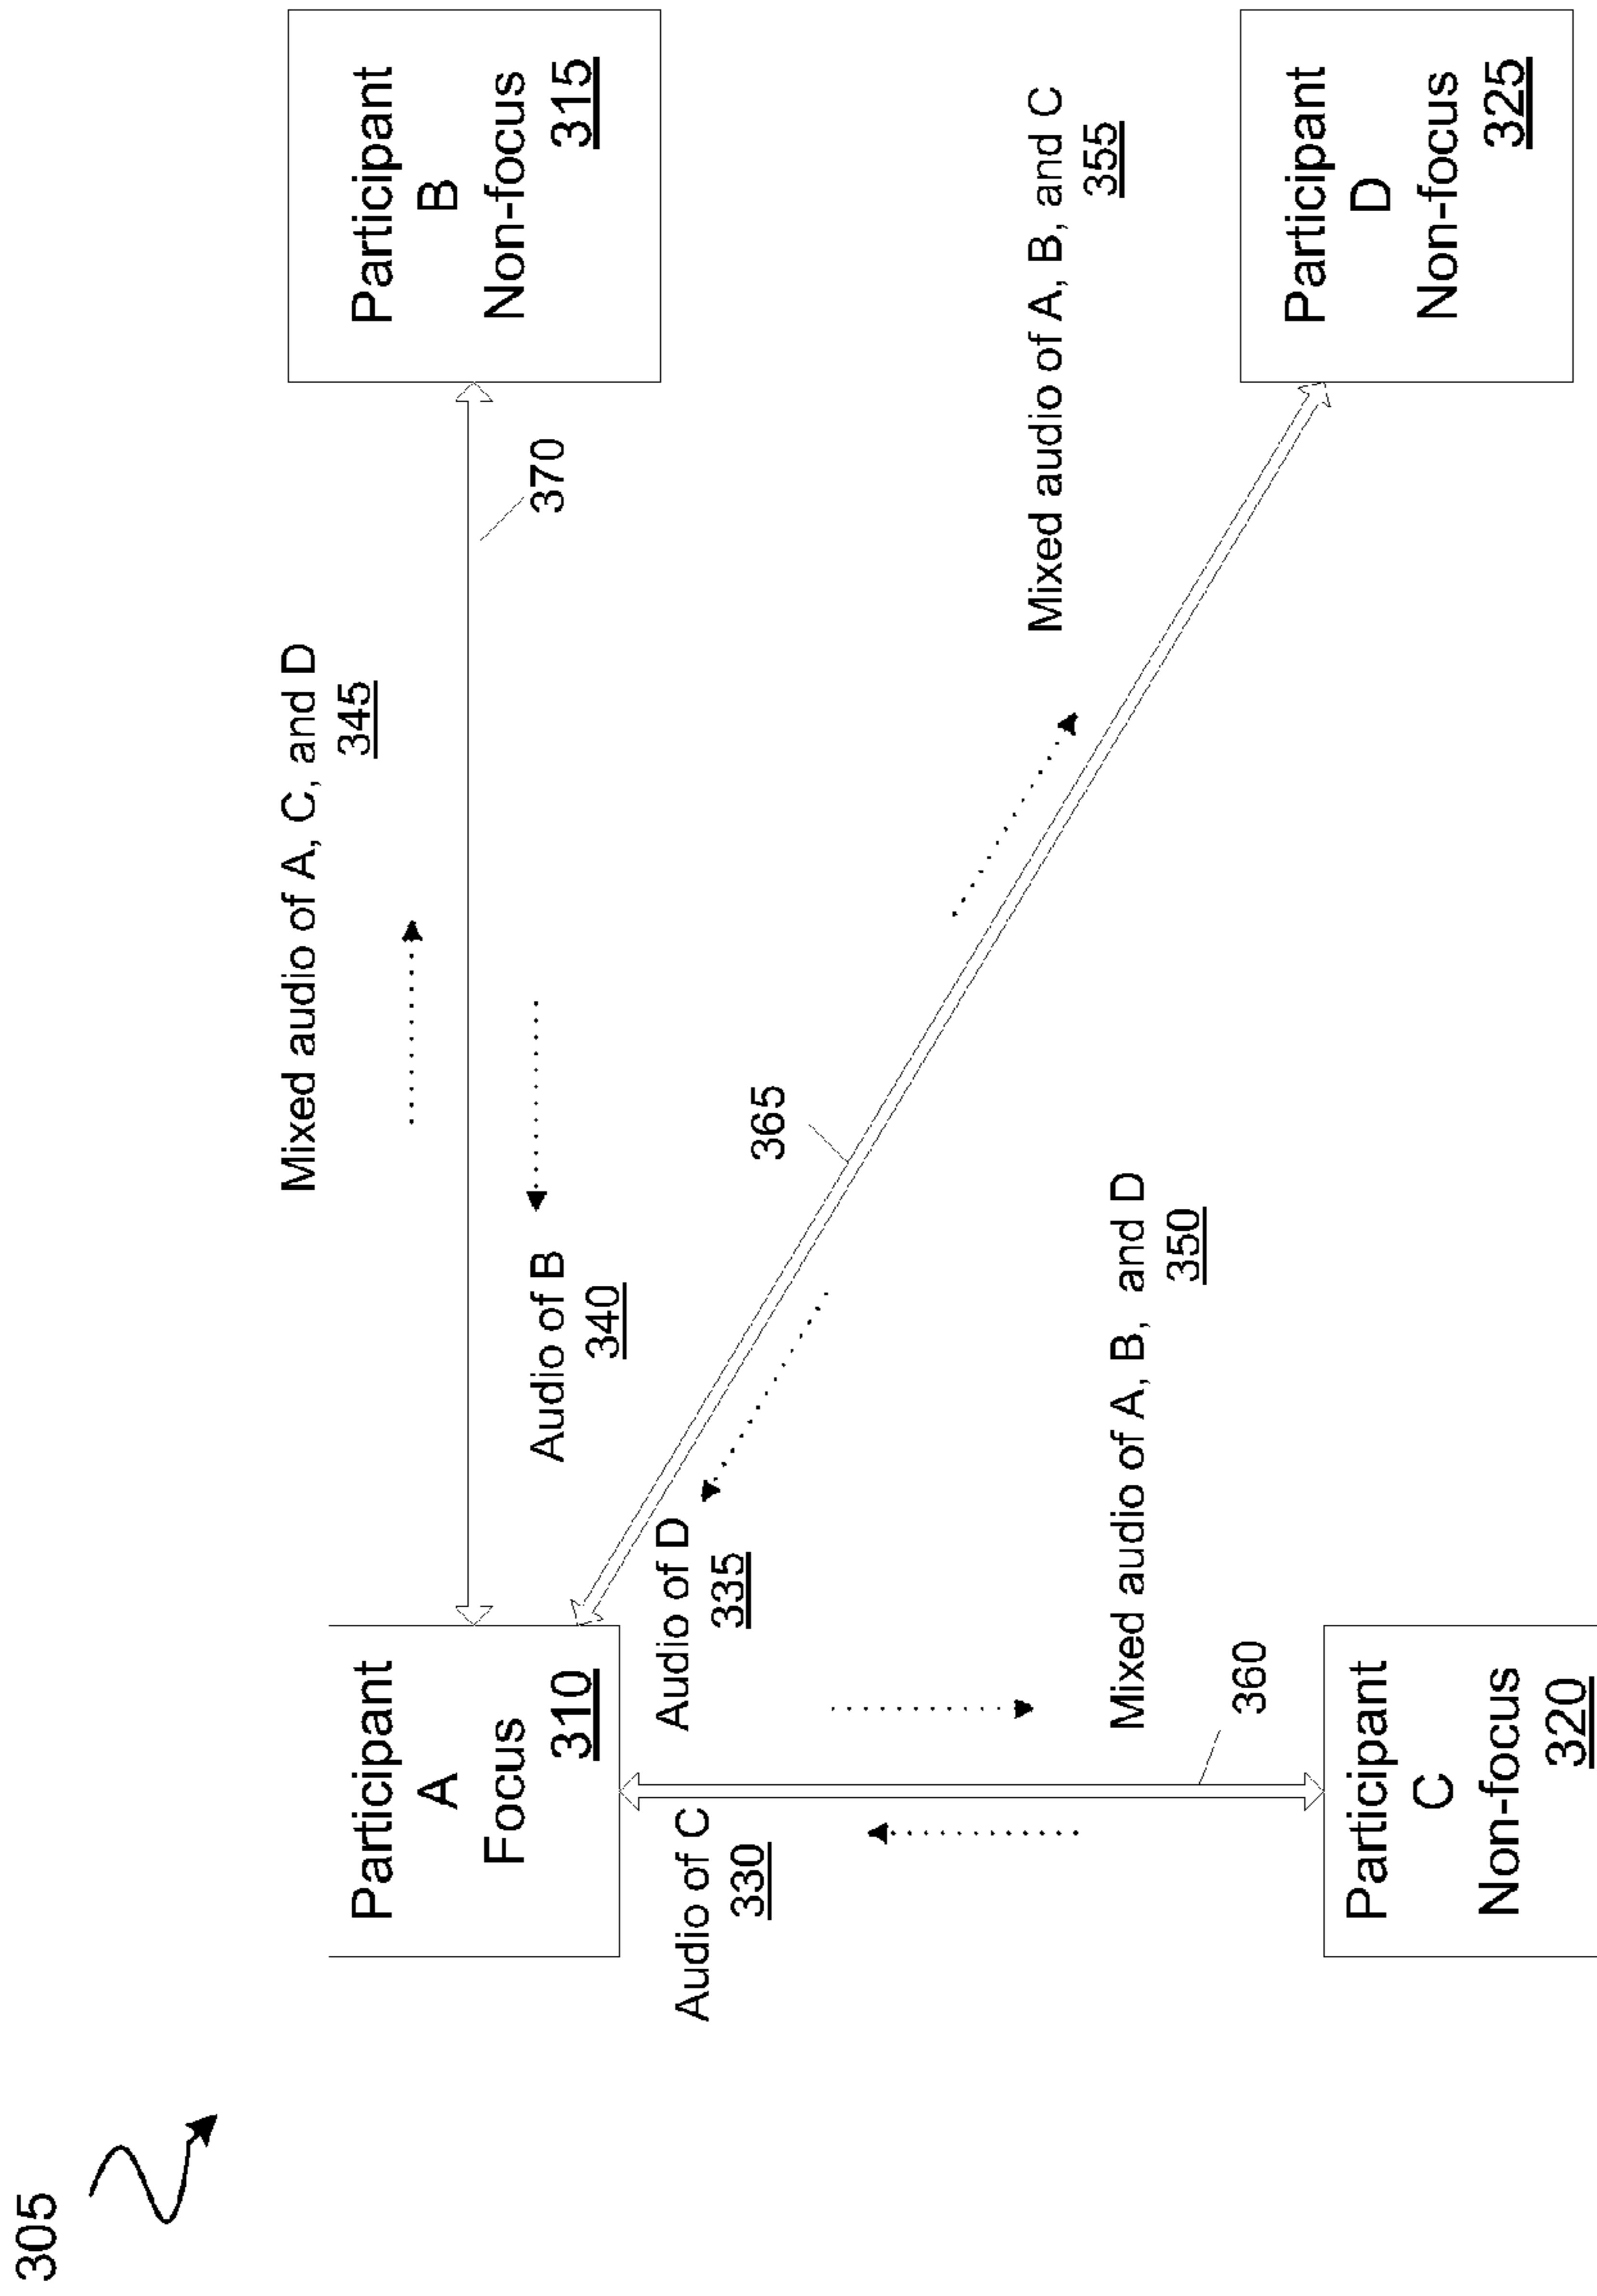 305
Mixed audio of A, C, and D
345
Participant
A
Focus
310
Participant
B
Non-focus
315
370
Audio of B
340
365
Audio of D
335
Audio of C
330
Mixed audio of A, B, and C
355
Mixed audio of A, B,  and D
350
360
Participant
C
Non-focus
320
Participant
D
Non-focus
325